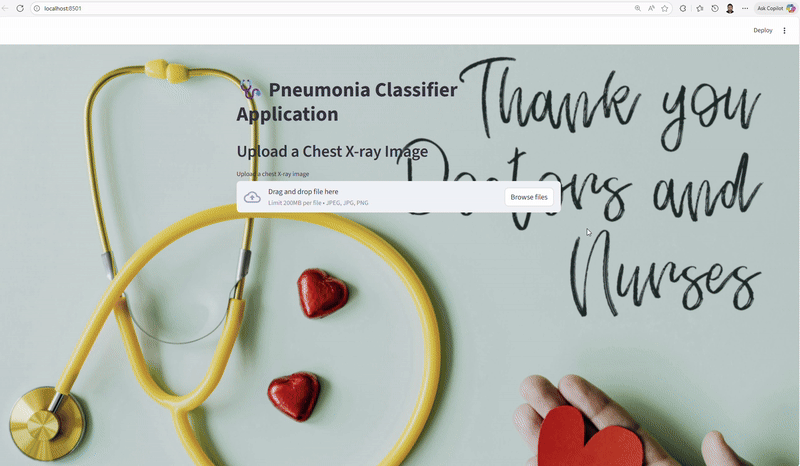 localhost:8501
Ask Copilot
Deploy
Pneumonia Classifier
Application
Upload a Chest X-ray Image
Upload a chest X-ray image
Drag and drop file here
Limit 200MB per file • JPEG, JPG, PNG
Browse files
Thank you
Doctors and
Nurses